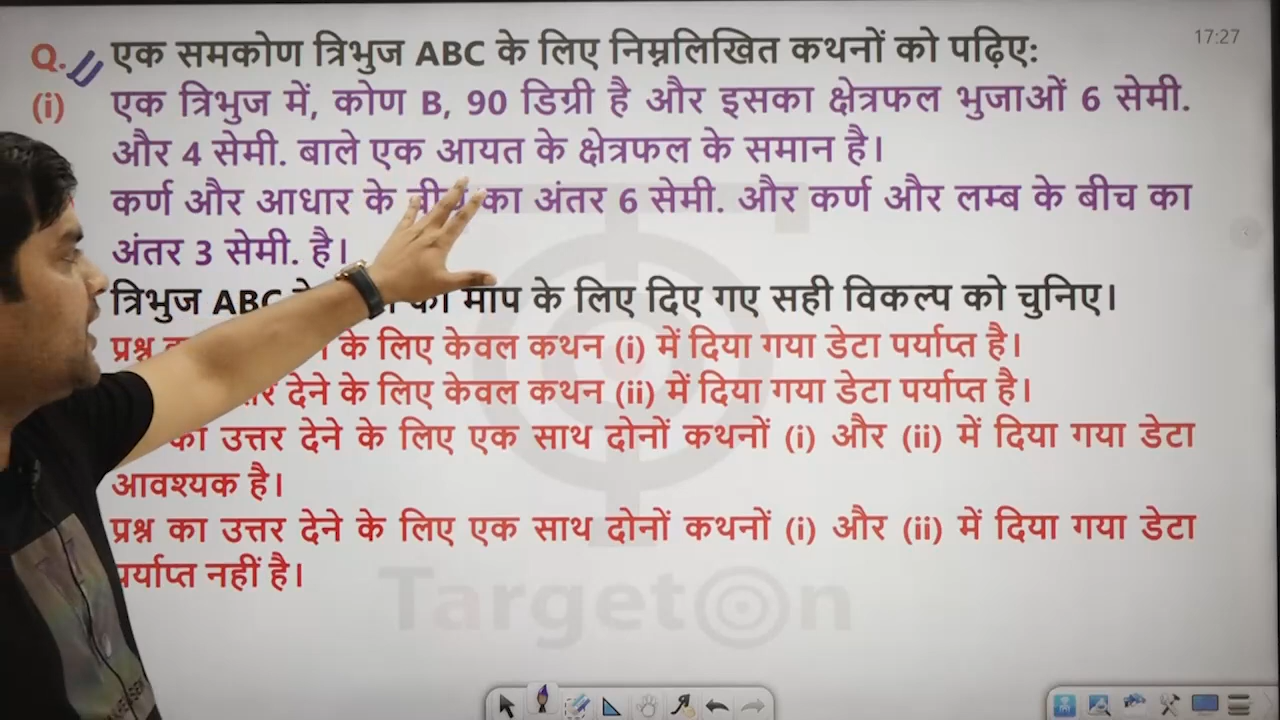 17:27
Q. एक समकोण त्रिभुज ABC के लिए निम्नलिखित कथनों को पढ़िए:
(i) एक त्रिभुज में, कोण B, 90 डिग्री है और इसका क्षेत्रफल भुजाओं 6 सेमी.
और 4 सेमी. बाले एक आयत के क्षेत्रफल के समान है।
कर्ण और आधार के बीच का अंतर 6 सेमी. और कर्ण और लम्ब के बीच का
अंतर 3 सेमी. है।
त्रिभुज ABC माप के लिए दिए गए सही विकल्प को चुनिए।
प्रश्न के लिए केवल कथन (i) में दिया गया डेटा पर्याप्त है।
देने के लिए केवल कथन (ii) में दिया गया डेटा पर्याप्त है।
का उत्तर देने के लिए एक साथ दोनों कथनों (i) और (ii) में दिया गया डेटा
आवश्यक है।
प्रश्न का उत्तर देने के लिए एक साथ दोनों कथनों (i) और (ii) में दिया गया डेटा
पर्याप्त नहीं है।
TargetOn